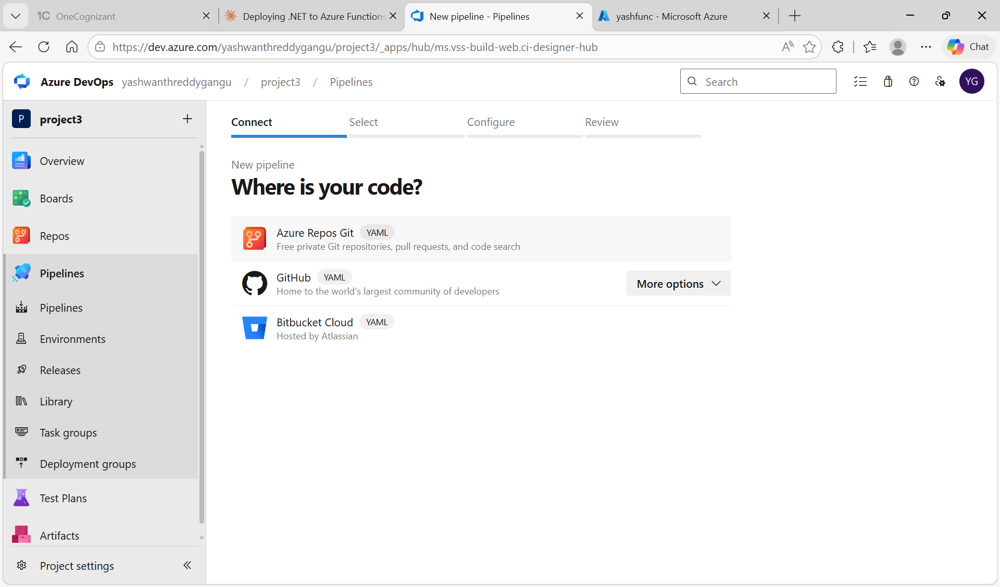 OneCognizant
Deploying .NET to Azure Functions
New pipeline - Pipelines
yashfunc - Microsoft Azure
https://dev.azure.com/yashwanthreddygangu/project3/_apps/hub/ms.vss-build-web.ci-designer-hub
Chat
Azure DevOps yashwanthreddygangu / project3 / Pipelines
Search
YG
P project3
Overview
Boards
Repos
Pipelines
Pipelines
Environments
Releases
Library
Task groups
Deployment groups
Test Plans
Artifacts
Project settings
Connect
Select
Configure
Review
New pipeline
Where is your code?
Azure Repos Git YAML
Free private Git repositories, pull requests, and code search
GitHub YAML
Home to the world's largest community of developers
More options
Bitbucket Cloud YAML
Hosted by Atlassian